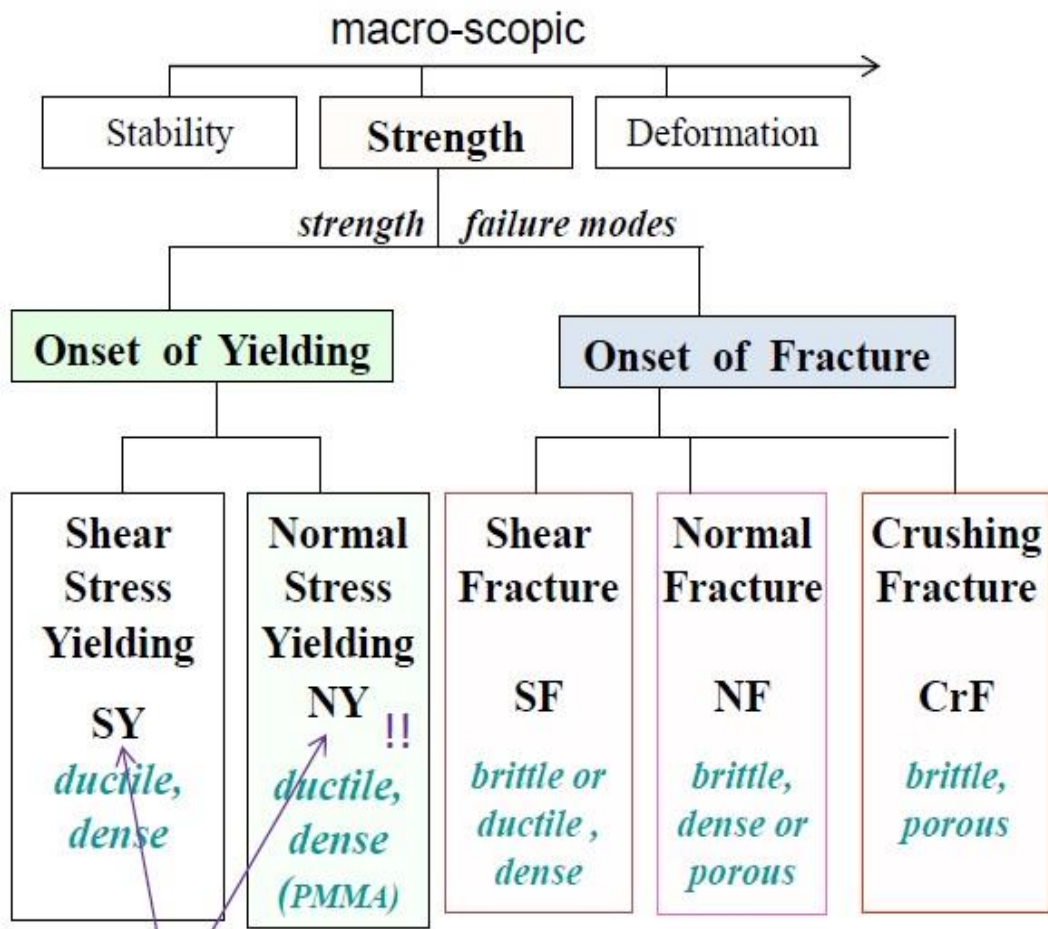 macro-scopic
Stability
Strength
Deformation
strength failure modes
Onset of Yielding
Onset of Fracture
Shear
Stress
Yielding
SY
ductile,
dense
Normal
Stress
Yielding
NY !!
ductile,
dense
(PMMA)
Shear
Fracture
SF
brittle or
ductile ,
dense
Normal
Fracture
NF
brittle,
dense or
porous
Crushing
Fracture
CrF
brittle,
porous